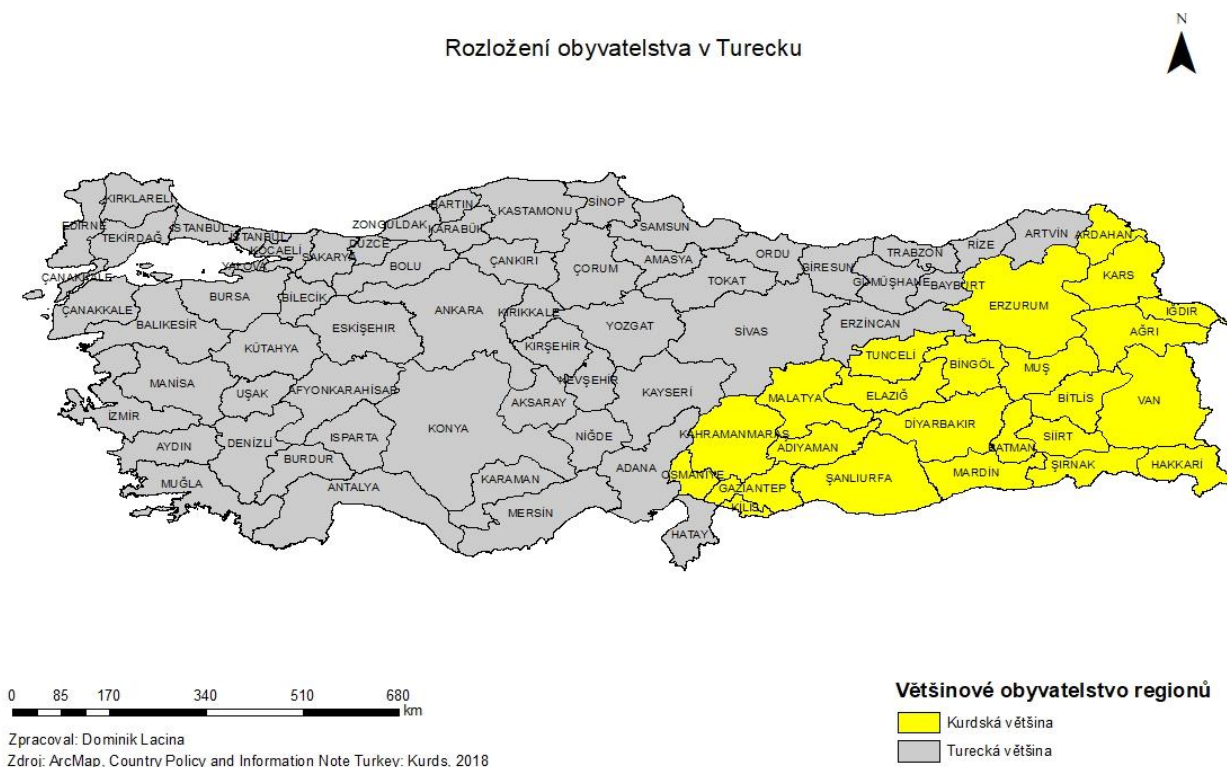 N
Rozložení obyvatelstva v Turecku
KIRKLARELİ
EDİRNE
TEKİRDAĞ
İSTANBUL
İSTANBUL
KOCAELİ
YALOVA
SAKARYA
DÜZCE
ZONGULDAK
BARTIN
KARABÜK
KASTAMONU
SİNOP
SAMSUN
BOLU
ÇANKIRI
ÇORUM
AMASYA
TOKAT
ORDU
GİRESUN
TRABZON
RİZE
ARTVİN
ARDAHAN
GÜMÜŞHANE
BAYBURT
ERZURUM
KARS
IĞDIR
AĞRI
ÇANAKKALE
ÇANAKKALE
BALIKESİR
BURSA
BİLECİK
ESKİŞEHİR
ANKARA
KIRIKKALE
KIRŞEHİR
YOZGAT
SİVAS
ERZİNCAN
TUNCELİ
BİNGÖL
MUŞ
KÜTAHYA
MANİSA
UŞAK
AFYONKARAHİSAR
AKSARAY
NEVŞEHİR
KAYSERİ
MALATYA
ELAZIĞ
BİTLİS
VAN
İZMİR
AYDIN
DENİZLİ
ISPARTA
BURDUR
KONYA
NİĞDE
KAHRAMANMARAŞ
ADIYAMAN
DİYARBAKIR
BATMAN
SİİRT
ŞIRNAK
HAKKARİ
MUĞLA
ANTALYA
KARAMAN
MERSİN
ADANA
OSMANİYE
GAZİANTEP
KİLİS
ŞANLIURFA
MARDİN
HATAY
0 85 170 340 510 680
km
Zpracoval: Dominik Lacina
Zdroj: ArcMap, Country Policy and Information Note Turkey: Kurds, 2018
Většinové obyvatelstvo regionů
Kurdská většina
Turecká většina